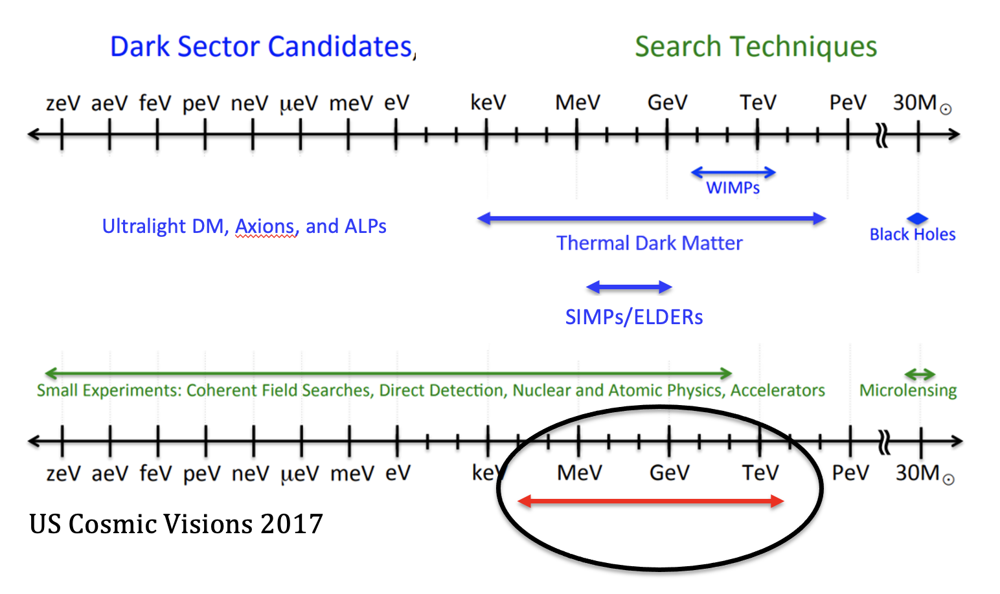 Dark Sector Candidates,
Search Techniques
zeV aeV feV peV neV μeV meV eV keV MeV GeV TeV PeV 30M☉
WIMPs
Ultralight DM, Axions, and ALPs
Thermal Dark Matter
Black Holes
SIMPs/ELDERs
Small Experiments: Coherent Field Searches, Direct Detection, Nuclear and Atomic Physics, Accelerators
Microlensing
zeV aeV feV peV neV μeV meV eV keV MeV GeV TeV PeV 30M☉
US Cosmic Visions 2017